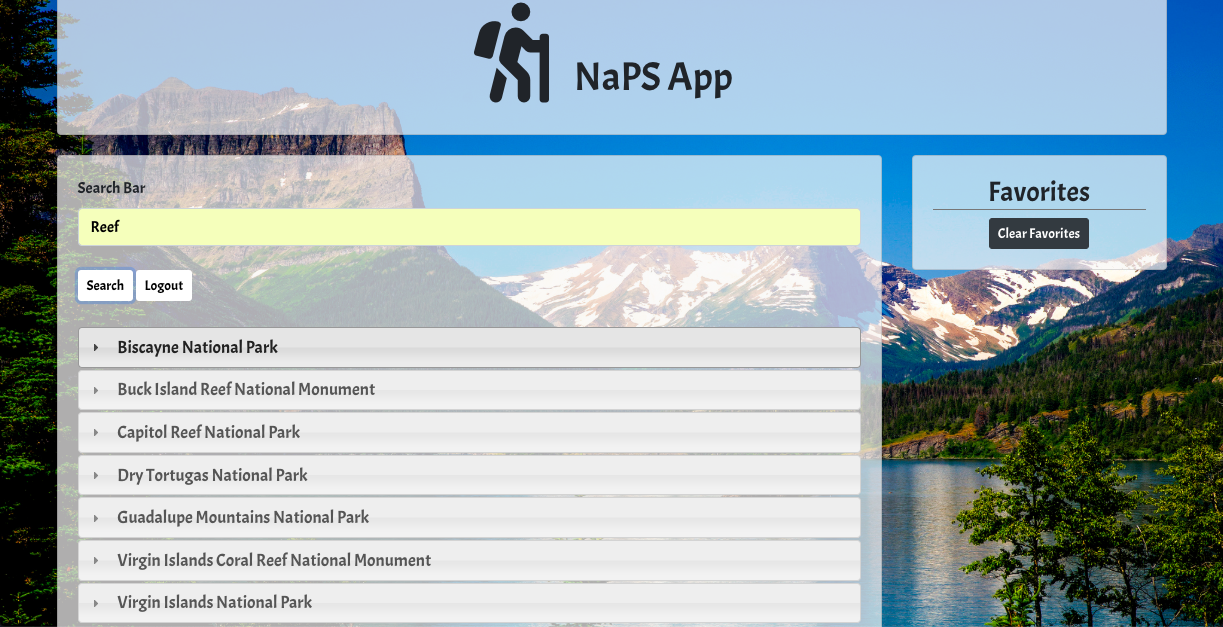 NaPS App
Search Bar
Reef
Search Logout
Biscayne National Park
Buck Island Reef National Monument
Capitol Reef National Park
Dry Tortugas National Park
Guadalupe Mountains National Park
Virgin Islands Coral Reef National Monument
Virgin Islands National Park
Favorites
Clear Favorites